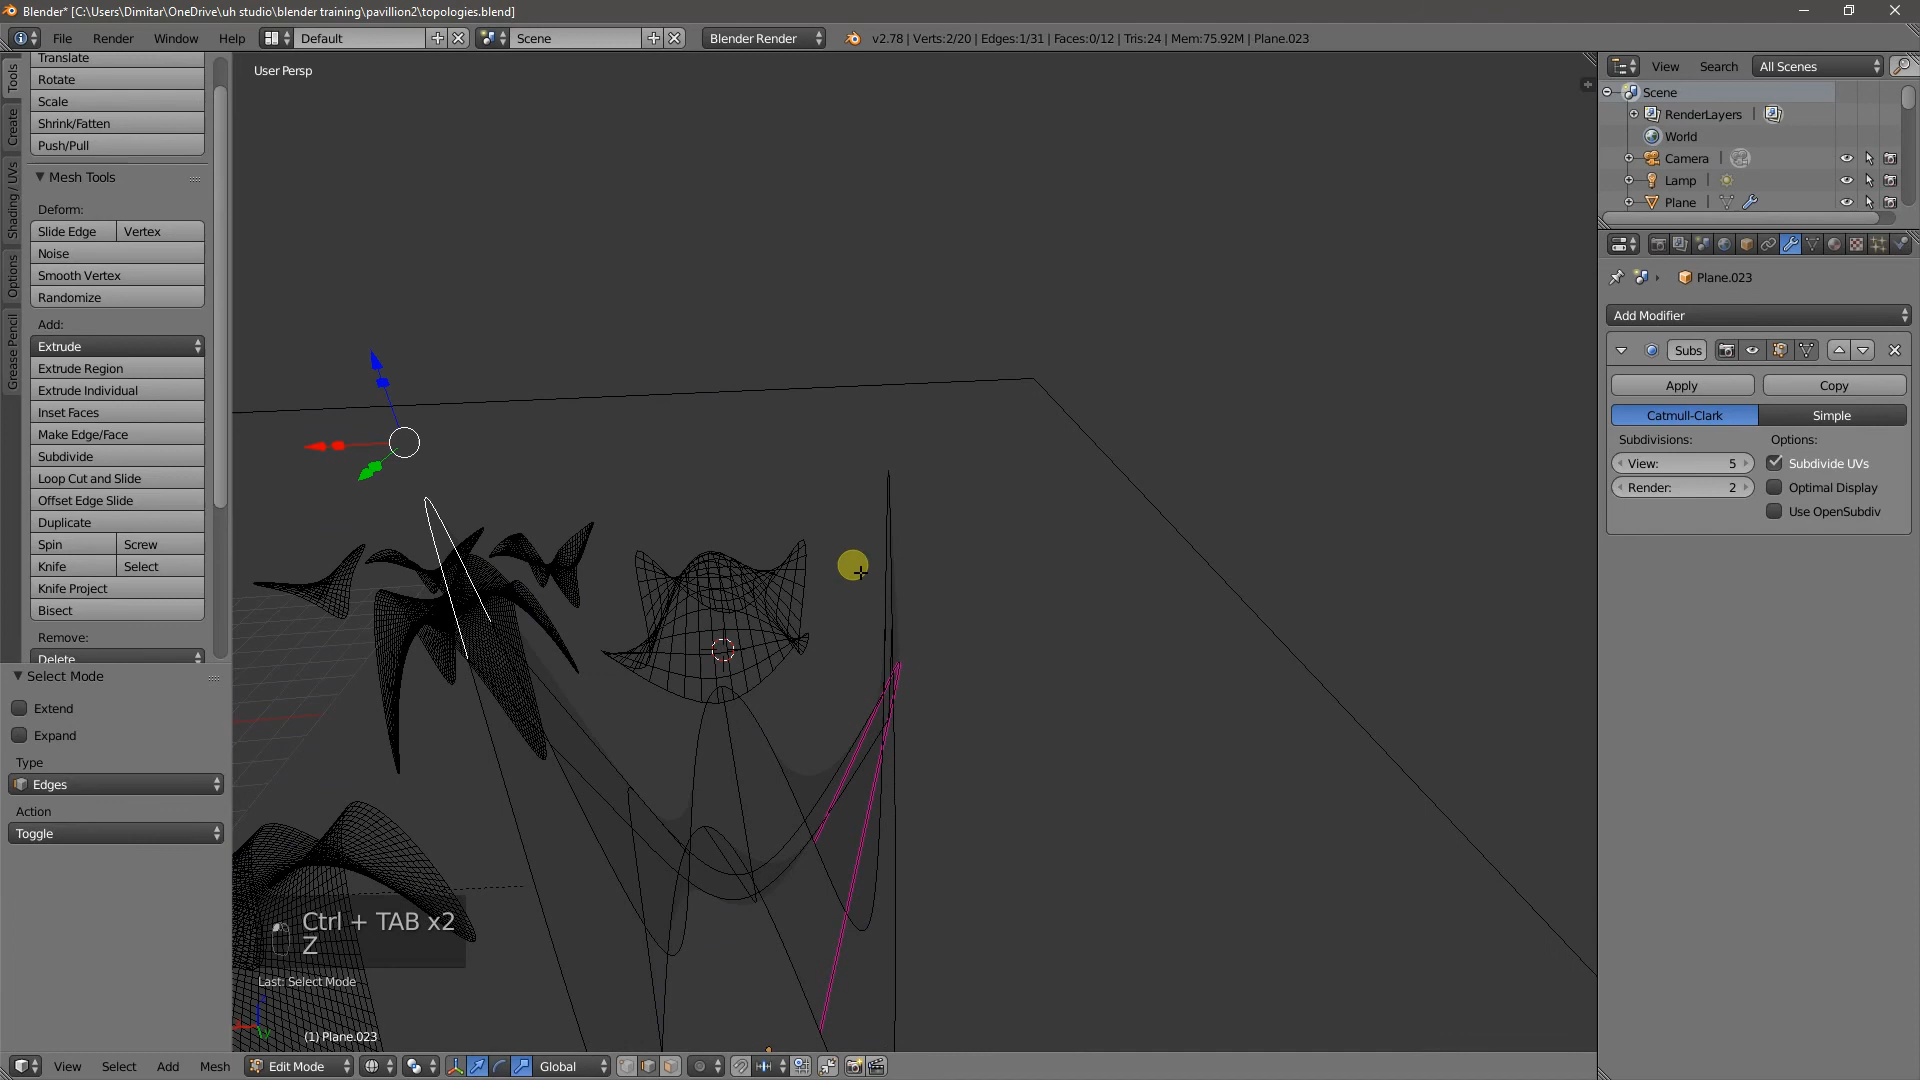 Blender* [C:\Users\Dimitar\OneDrive\uh studio\blender training\pavillion2\topologies.blend]
File Render Window Help Default Scene Blender Render v2.78 | Verts:2/20 | Edges:1/31 | Faces:0/12 | Tris:24 | Mem:75.92M | Plane.023
Tools
Create
Shading / UVs
Options
Grease Pencil
Translate
Rotate
Scale
Shrink/Fatten
Push/Pull
Mesh Tools
Deform:
Slide Edge Vertex
Noise
Smooth Vertex
Randomize
Add:
Extrude
Extrude Region
Extrude Individual
Inset Faces
Make Edge/Face
Subdivide
Loop Cut and Slide
Offset Edge Slide
Duplicate
Spin Screw
Knife Select
Knife Project
Bisect
Remove:
Delete
Select Mode
Extend
Expand
Type
Edges
Action
Toggle
User Persp
Ctrl + TAB x2
Z
Last: Select Mode
(1) Plane.023
View Select Add Mesh Edit Mode Global
View Search All Scenes
Scene
RenderLayers
World
Camera
Lamp
Plane
Plane.023
Add Modifier
Subs
Apply Copy
Catmull-Clark Simple
Subdivisions: Options:
View: 5 Subdivide UVs
Render: 2 Optimal Display
Use OpenSubdiv